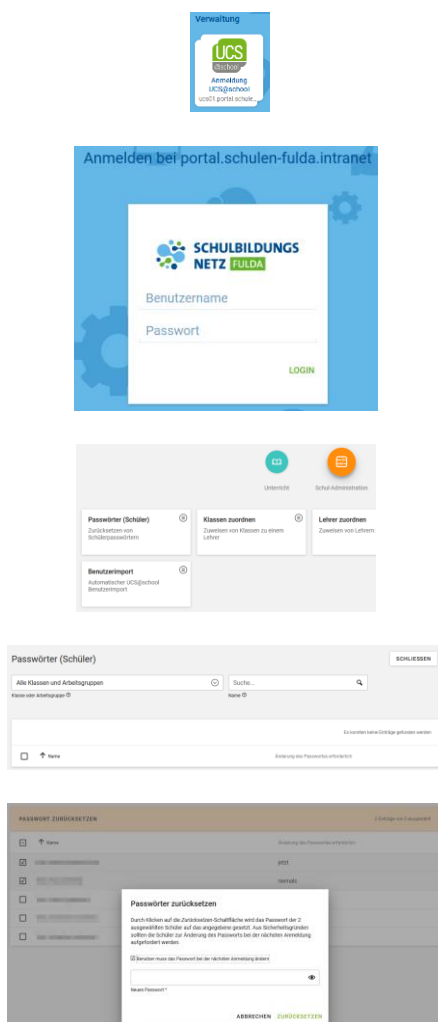 Verwaltung
UCS
@school
Anmeldung
UCS@school
ucs01.portal.schule...
Anmelden bei portal.schulen-fulda.intranet
SCHULBILDUNGS
NETZ FULDA
Benutzername
Passwort
LOGIN
Unterricht
Schul-Administration
Passwörter (Schüler)
Zurücksetzen von
Schülerpasswörtern
Klassen zuordnen
Zuweisen von Klassen zu einem
Lehrer
Lehrer zuordnen
Zuweisen von Lehrern
Benutzerimport
Automatischer UCS@school
Benutzerimport
Passwörter (Schüler)
SCHLIESSEN
Alle Klassen und Arbeitsgruppen
Suche...
Klasse oder Arbeitsgruppe
Name
Es konnten keine Einträge gefunden werden
Name
Änderung des Passwortes erforderlich
PASSWORT ZURÜCKSETZEN
Name
Änderung des Passwortes erforderlich
jetzt
niemals
Passwörter zurücksetzen
Durch Klicken auf die Zurücksetzen-Schaltfläche wird das Passwort der 2
ausgewählten Schüler auf das angegebene gesetzt. Aus Sicherheitsgründen
sollten die Schüler zur Änderung des Passworts bei der nächsten Anmeldung
aufgefordert werden.
Benutzer muss das Passwort bei der nächsten Anmeldung ändern
Neues Passwort *
ABBRECHEN ZURÜCKSETZEN